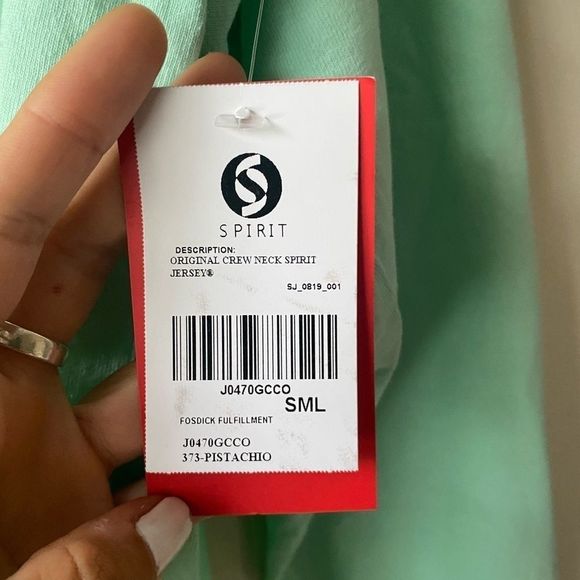 SPIRIT
DESCRIPTION:
ORIGINAL CREW NECK SPIRIT
JERSEY®
SJ_0819_001
J0470GCCO
SML
FOSDICK FULFILLMENT
J0470GCCO
373-PISTACHIO